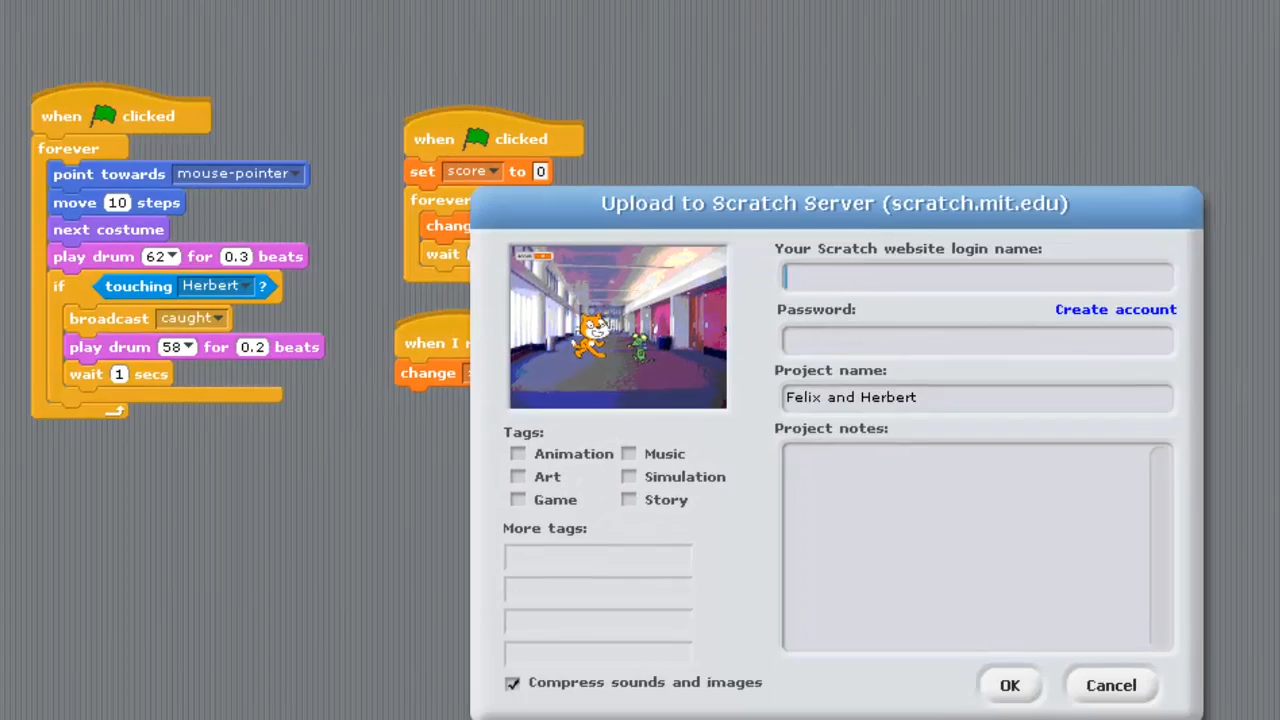 when clicked
forever
point towards mouse-pointer
move 10 steps
next costume
play drum 62 for 0.3 beats
if touching Herbert ?
broadcast caught
play drum 58 for 0.2 beats
wait 1 secs
when clicked
set score to 0
forever
chang
wait
when I r
change
Upload to Scratch Server (scratch.mit.edu)
Your Scratch website login name:
Password: Create account
Project name:
Felix and Herbert
Project notes:
Tags:
Animation Music
Art Simulation
Game Story
More tags:
Compress sounds and images
OK Cancel